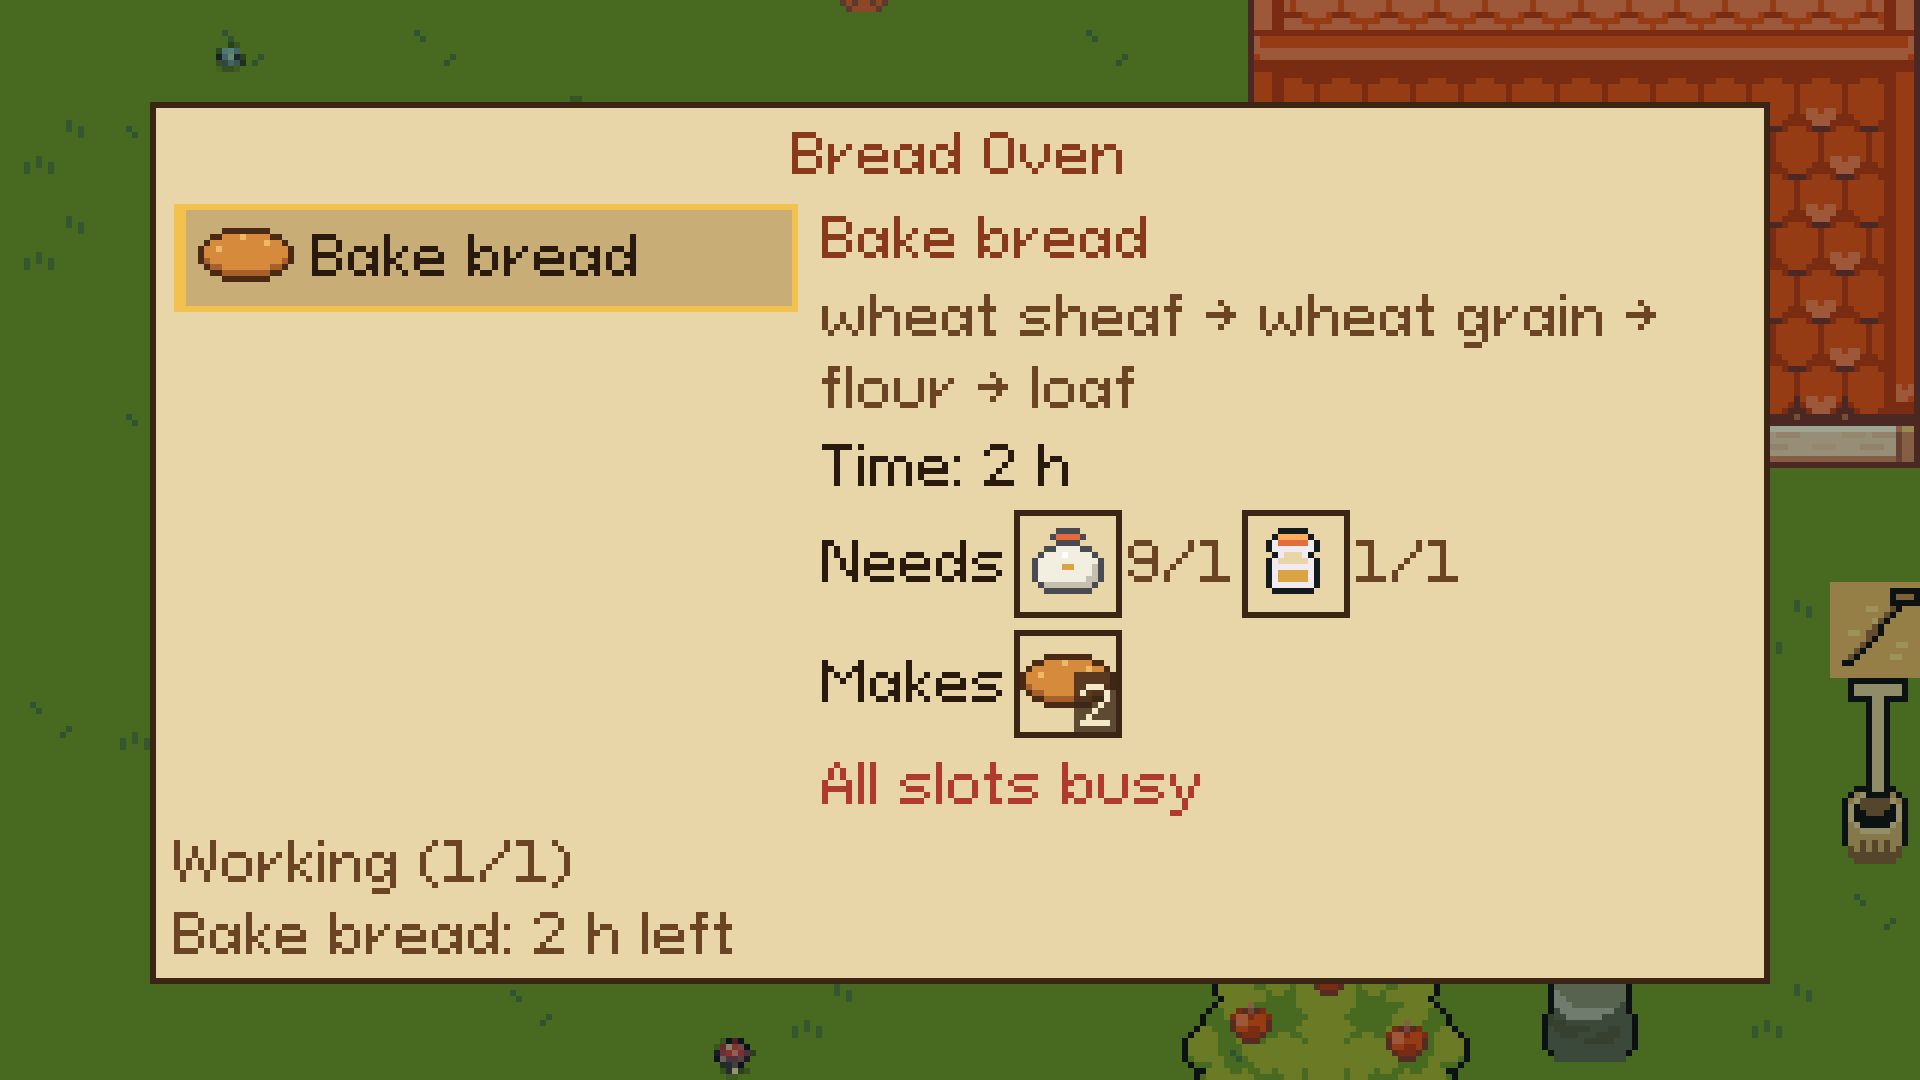 Bread Oven
Bake bread
Bake bread
wheat sheaf → wheat grain →
flour → loaf
Time: 2 h
Needs 9/1 1/1
Makes 2
All slots busy
Working (1/1)
Bake bread: 2 h left